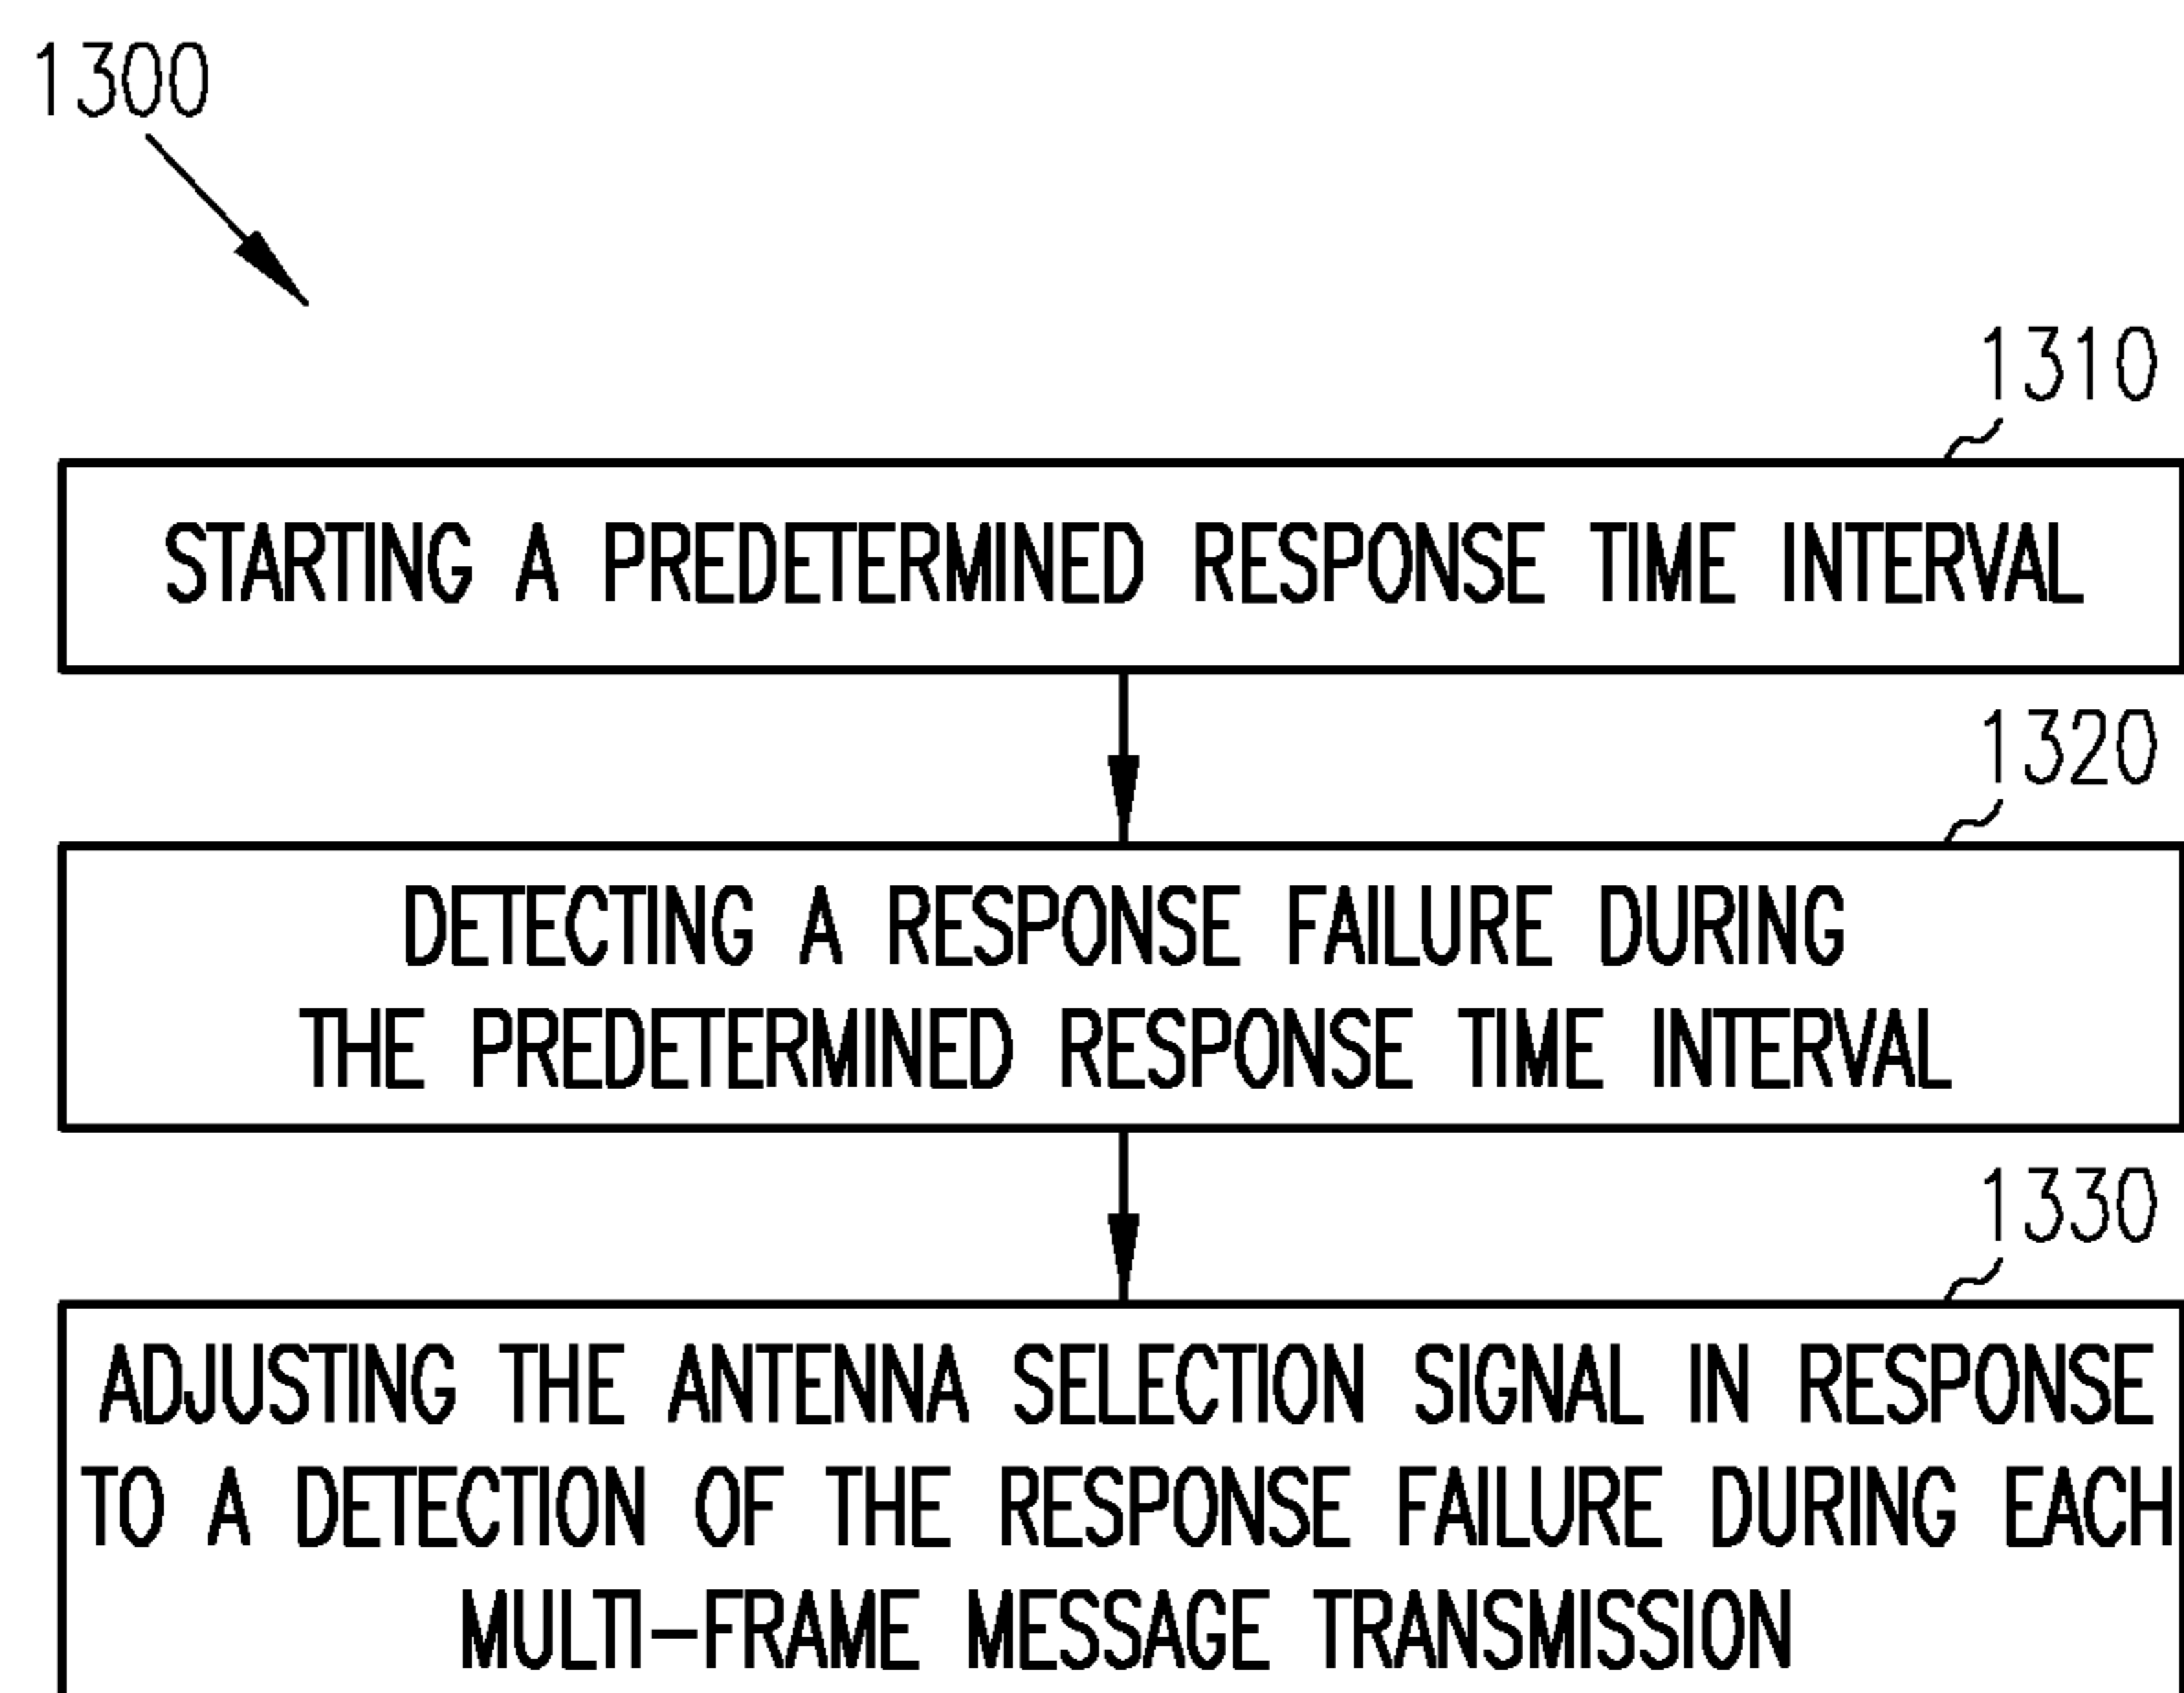 1300
1310
STARTING A PREDETERMINED RESPONSE TIME INTERVAL
1320
DETECTING A RESPONSE FAILURE DURING
THE PREDETERMINED RESPONSE TIME INTERVAL
1330
ADJUSTING THE ANTENNA SELECTION SIGNAL IN RESPONSE
TO A DETECTION OF THE RESPONSE FAILURE DURING EACH
MULTI-FRAME MESSAGE TRANSMISSION